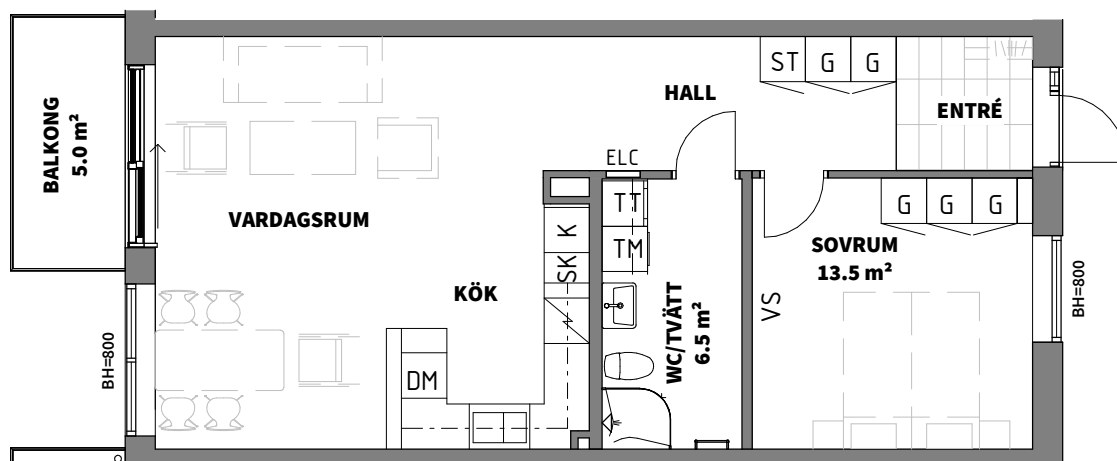 BALKONG
5.0 m²
ST
G
G
HALL
ENTRÉ
ELC
VARDAGSRUM
TT
TM
K
SK
KÖK
DM
WC/TVÄTT
6.5 m²
G
G
G
SOVRUM
13.5 m²
VS
BH=800
BH=800